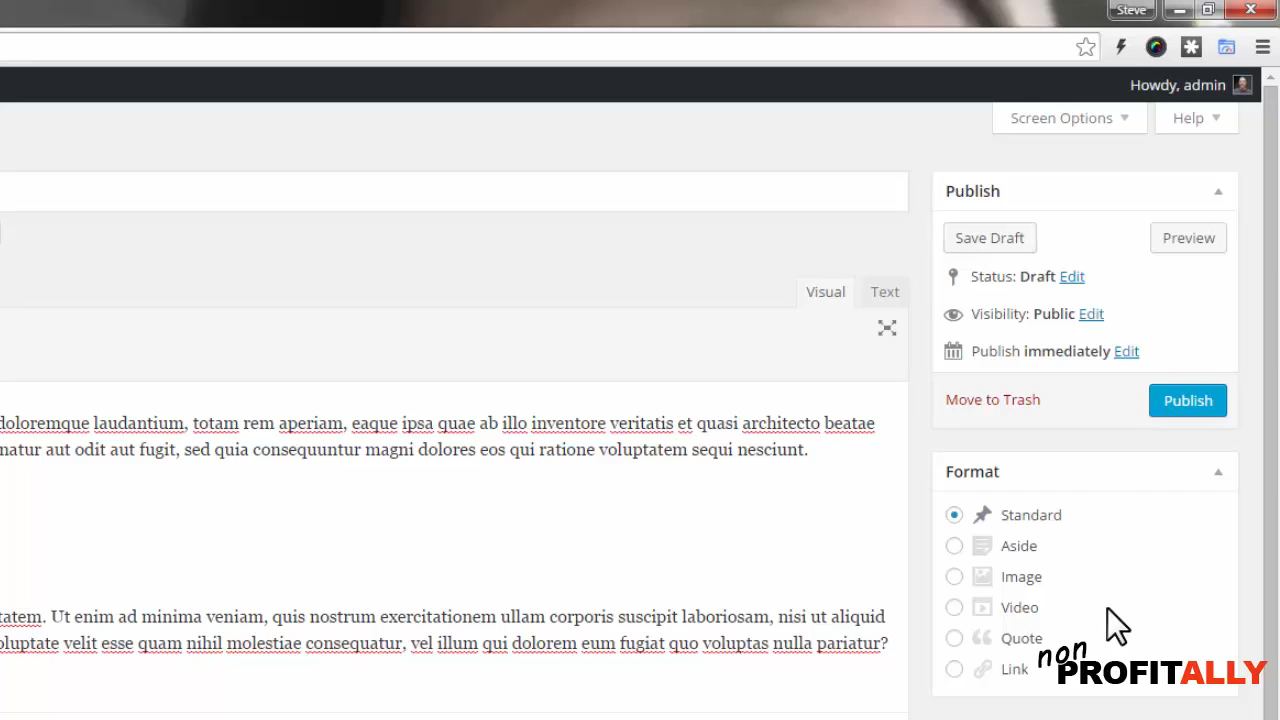 Steve
Howdy, admin
Screen Options
Help
Publish
Save Draft
Preview
Visual
Text
Status: Draft Edit
Visibility: Public Edit
Publish immediately Edit
Move to Trash
Publish
doloremque laudantium, totam rem aperiam, eaque ipsa quae ab illo inventore veritatis et quasi architecto beatae
natur aut odit aut fugit, sed quia consequuntur magni dolores eos qui ratione voluptatem sequi nesciunt.
Format
Standard
Aside
Image
Video
Quote
Link
tatem. Ut enim ad minima veniam, quis nostrum exercitationem ullam corporis suscipit laboriosam, nisi ut aliquid
oluptate velit esse quam nihil molestiae consequatur, vel illum qui dolorem eum fugiat quo voluptas nulla pariatur?
non
PROFITALLY